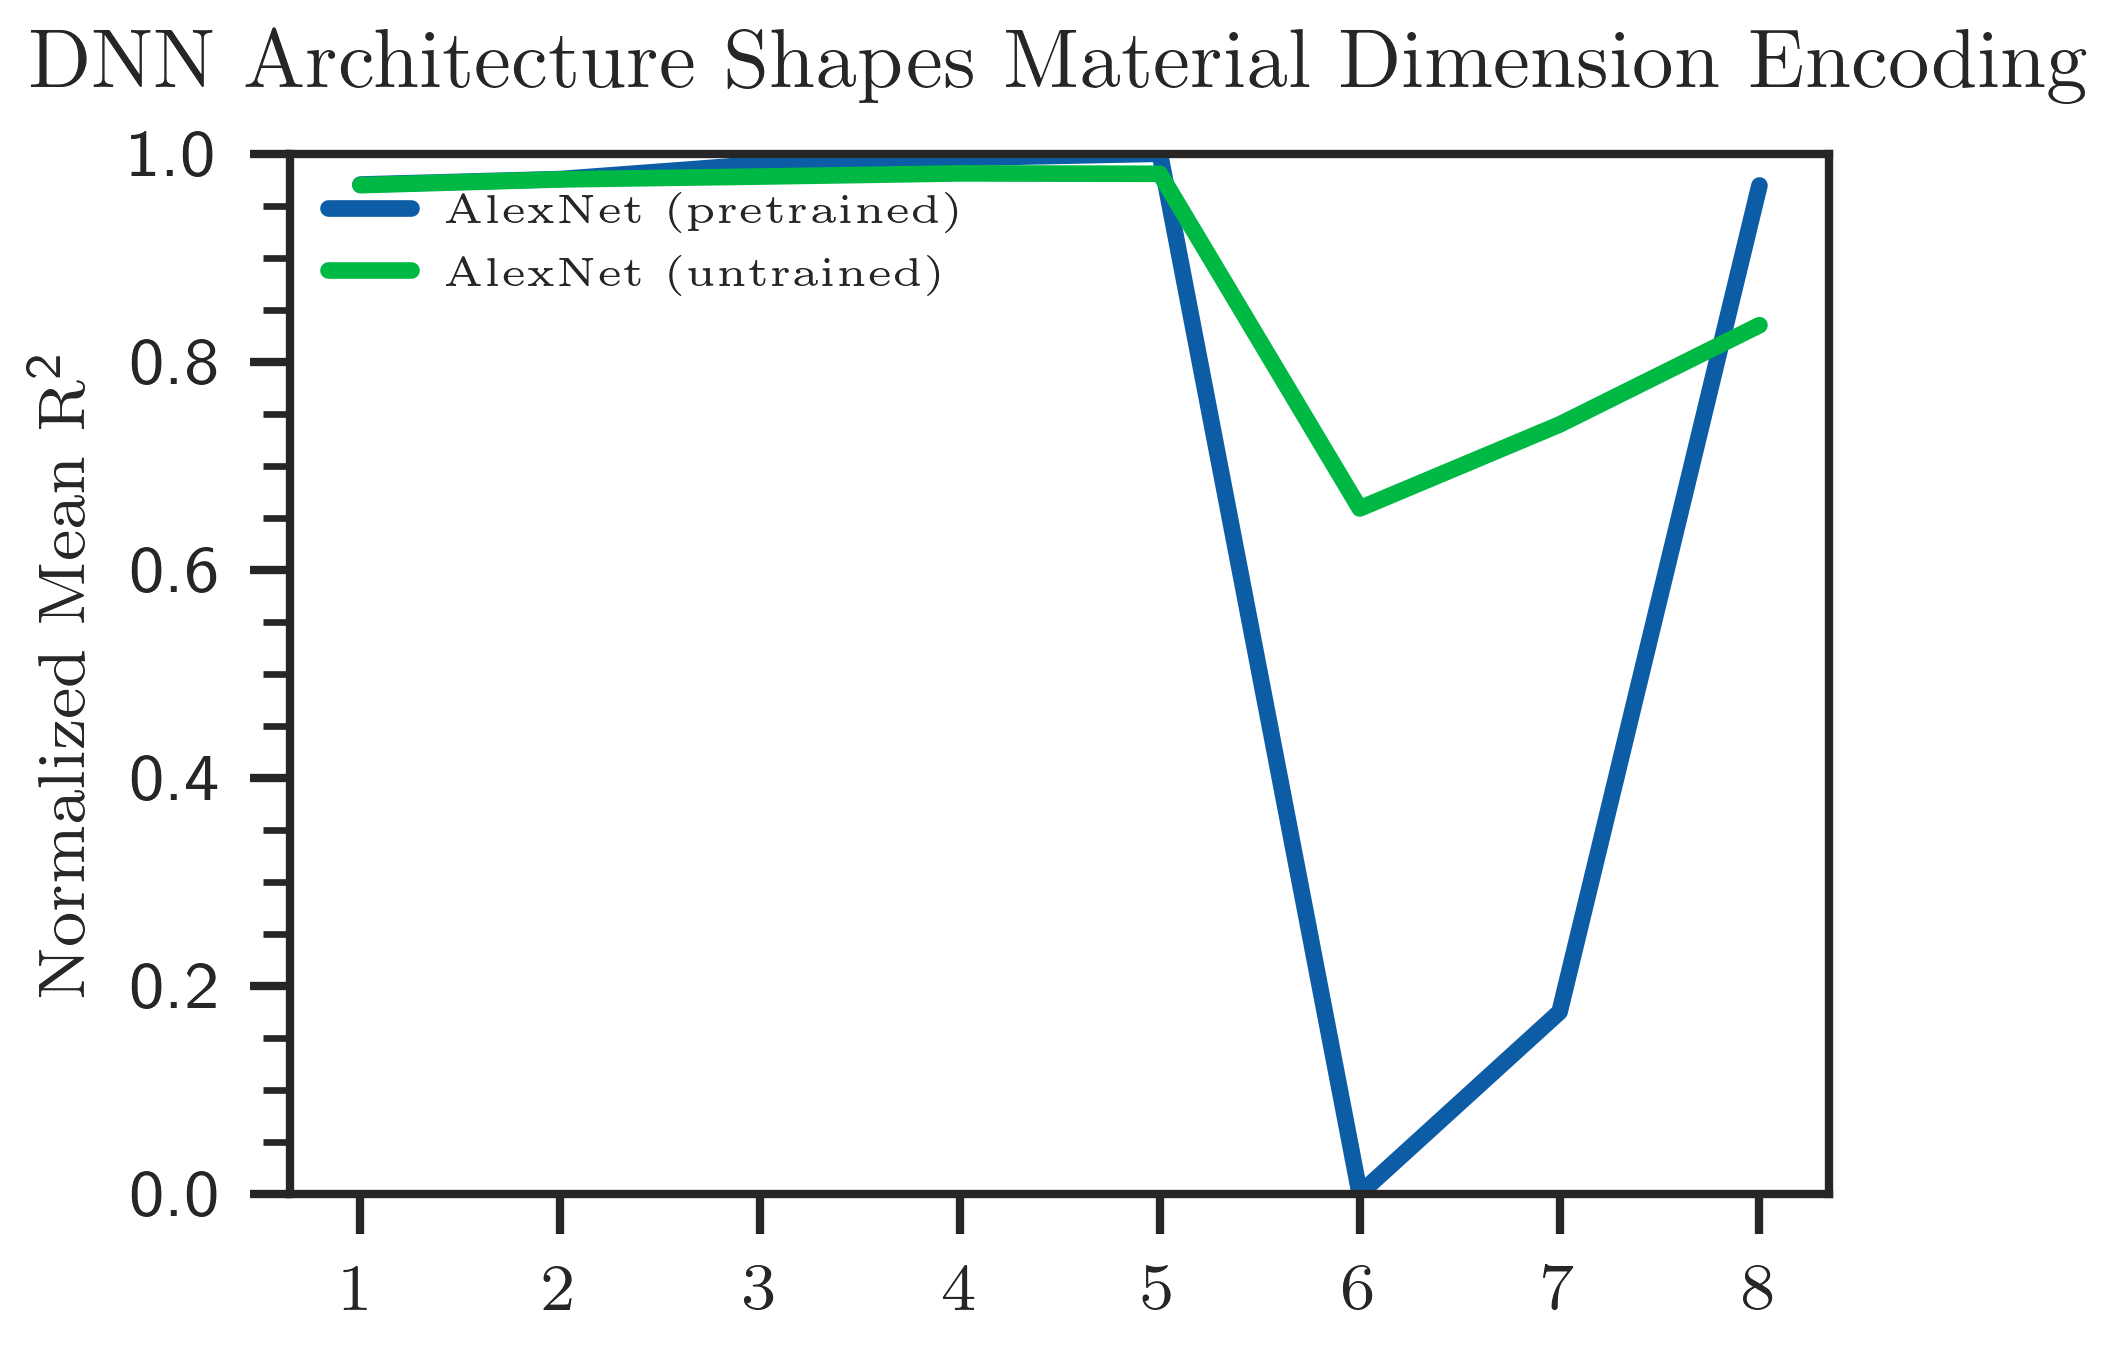 DNN Architecture Shapes Material Dimension Encoding
Normalized Mean R²
1.0
0.8
0.6
0.4
0.2
0.0
AlexNet (pretrained)
AlexNet (untrained)
1 2 3 4 5 6 7 8